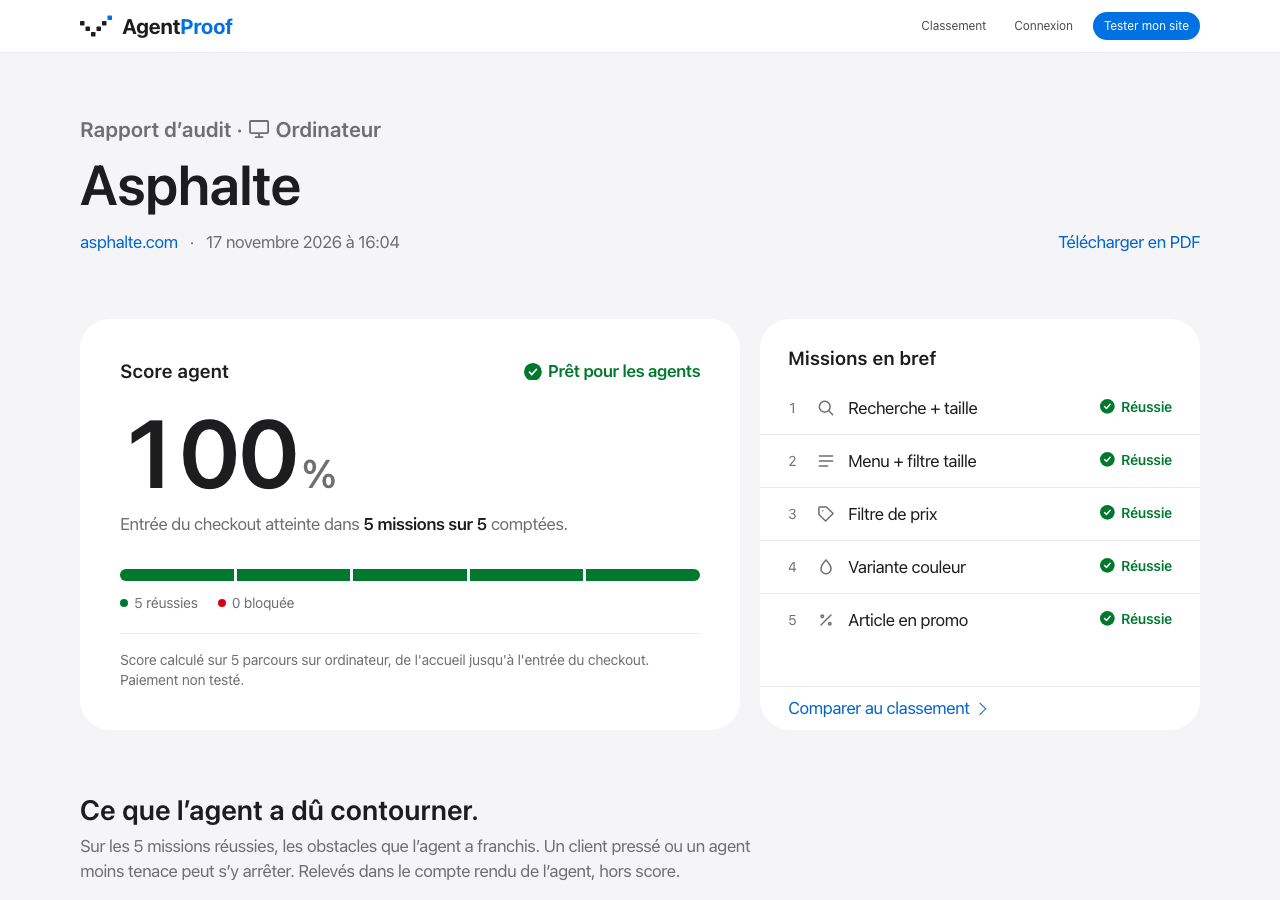 AgentProof
Classement
Connexion
Tester mon site
Rapport d’audit · Ordinateur
Asphalte
asphalte.com · 17 novembre 2026 à 16:04
Télécharger en PDF
Score agent
Prêt pour les agents
100 %
Entrée du checkout atteinte dans 5 missions sur 5 comptées.
5 réussies
0 bloquée
Score calculé sur 5 parcours sur ordinateur, de l'accueil jusqu'à l'entrée du checkout.
Paiement non testé.
Missions en bref
1 Recherche + taille Réussie
2 Menu + filtre taille Réussie
3 Filtre de prix Réussie
4 Variante couleur Réussie
5 Article en promo Réussie
Comparer au classement
Ce que l’agent a dû contourner.
Sur les 5 missions réussies, les obstacles que l’agent a franchis. Un client pressé ou un agent
moins tenace peut s’y arrêter. Relevés dans le compte rendu de l’agent, hors score.